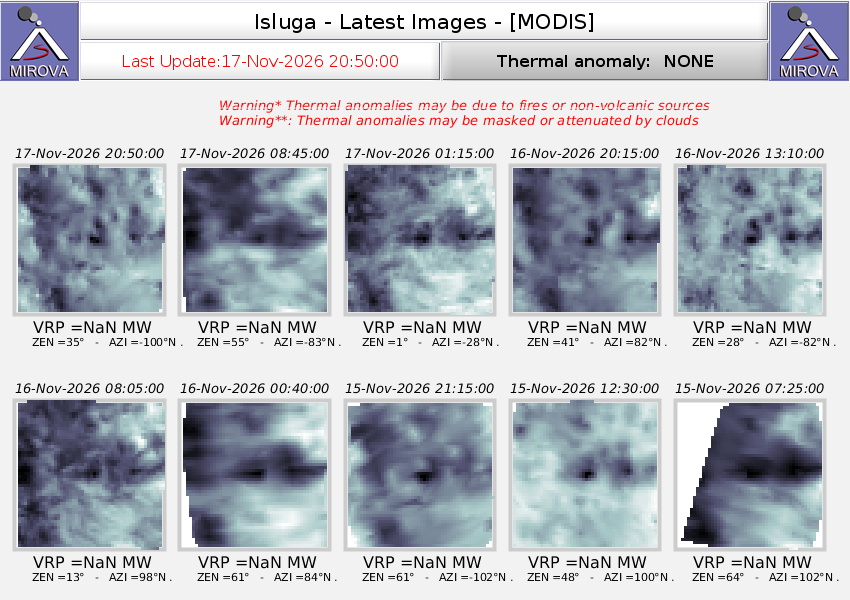 Isluga - Latest Images - [MODIS]
MIROVA
Last Update:17-Nov-2026 20:50:00
Thermal anomaly: NONE
MIROVA
Warning* Thermal anomalies may be due to fires or non-volcanic sources
Warning**: Thermal anomalies may be masked or attenuated by clouds
17-Nov-2026 20:50:00
17-Nov-2026 08:45:00
17-Nov-2026 01:15:00
16-Nov-2026 20:15:00
16-Nov-2026 13:10:00
VRP =NaN MW
VRP =NaN MW
VRP =NaN MW
VRP =NaN MW
VRP =NaN MW
ZEN =35° - AZI =-100°N .
ZEN =55° - AZI =-83°N .
ZEN =1° - AZI =-28°N .
ZEN =41° - AZI =82°N .
ZEN =28° - AZI =-82°N .
16-Nov-2026 08:05:00
16-Nov-2026 00:40:00
15-Nov-2026 21:15:00
15-Nov-2026 12:30:00
15-Nov-2026 07:25:00
VRP =NaN MW
VRP =NaN MW
VRP =NaN MW
VRP =NaN MW
VRP =NaN MW
ZEN =13° - AZI =98°N .
ZEN =61° - AZI =84°N .
ZEN =61° - AZI =-102°N .
ZEN =48° - AZI =100°N .
ZEN =64° - AZI =102°N .